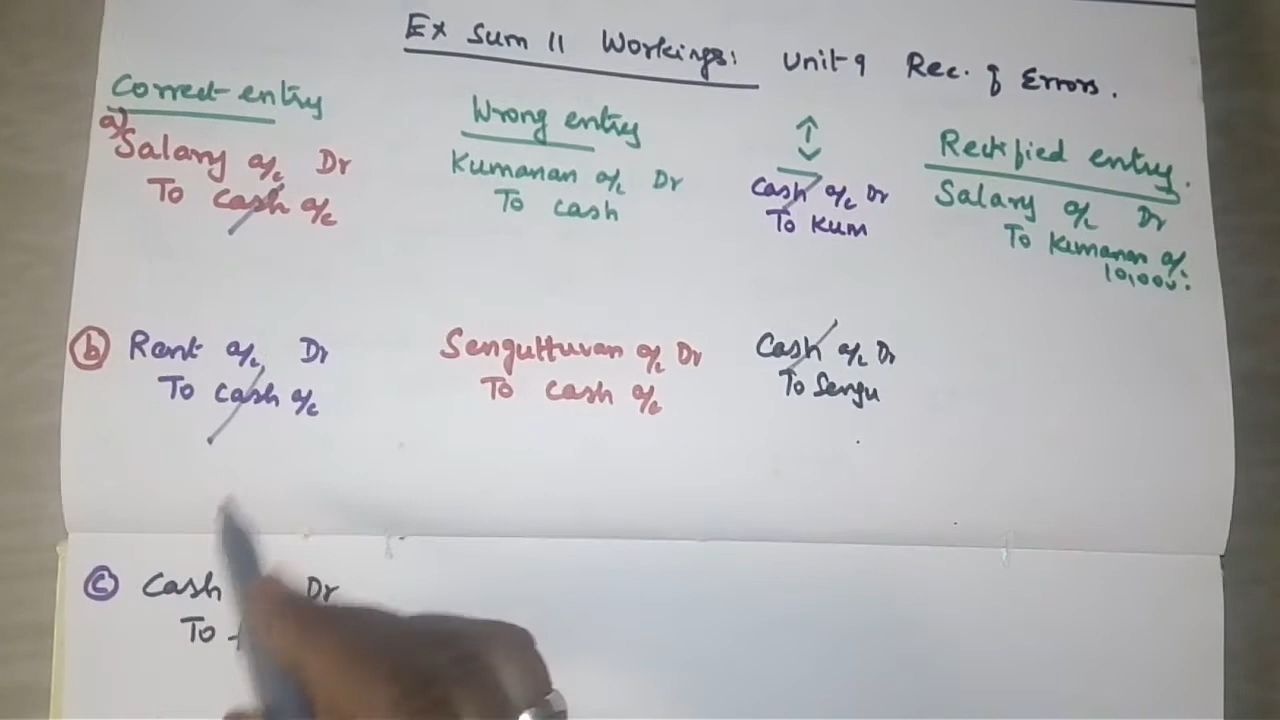 Ex Sum 11 Workings: Unit 9 Rec. of Errors.
Correct entry
Wrong entry
Rectified entry.
a) Salary a/c Dr
To cash a/c
Kumanan a/c Dr
To cash
Cash a/c Dr
To Kum
Salary a/c Dr
To Kumanan a/c
10,000:
b Rent a/c Dr
To cash a/c
Senguttuvan a/c Dr
To cash a/c
Cash a/c Dr
To Sengu
c Cash Dr
To